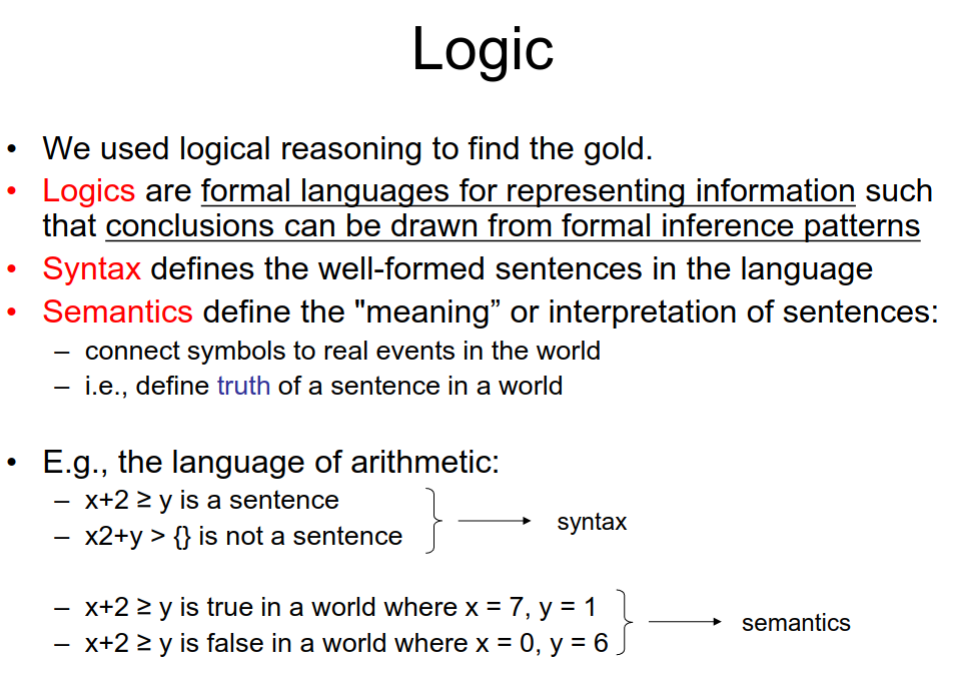 Logic
• We used logical reasoning to find the gold.
• Logics are formal languages for representing information such
that conclusions can be drawn from formal inference patterns
• Syntax defines the well-formed sentences in the language
• Semantics define the "meaning” or interpretation of sentences:
– connect symbols to real events in the world
– i.e., define truth of a sentence in a world
• E.g., the language of arithmetic:
– x+2 ≥ y is a sentence
– x2+y > {} is not a sentence
syntax
– x+2 ≥ y is true in a world where x = 7, y = 1
– x+2 ≥ y is false in a world where x = 0, y = 6
semantics